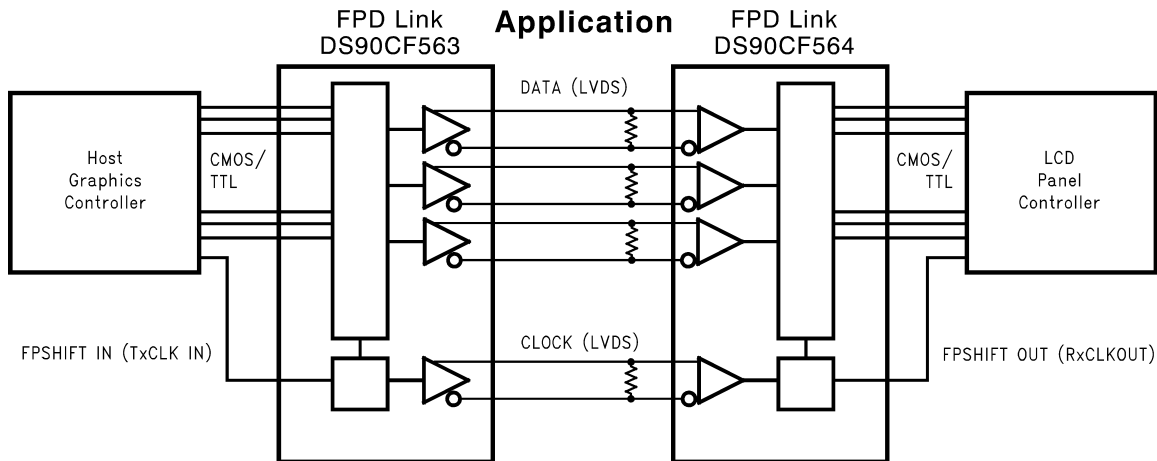 Application
FPD Link
DS90CF563
FPD Link
DS90CF564
DATA (LVDS)
Host
Graphics
Controller
CMOS/
TTL
CMOS/
TTL
LCD
Panel
Controller
FPSHIFT IN (TxCLK IN)
CLOCK (LVDS)
FPSHIFT OUT (RxCLKOUT)